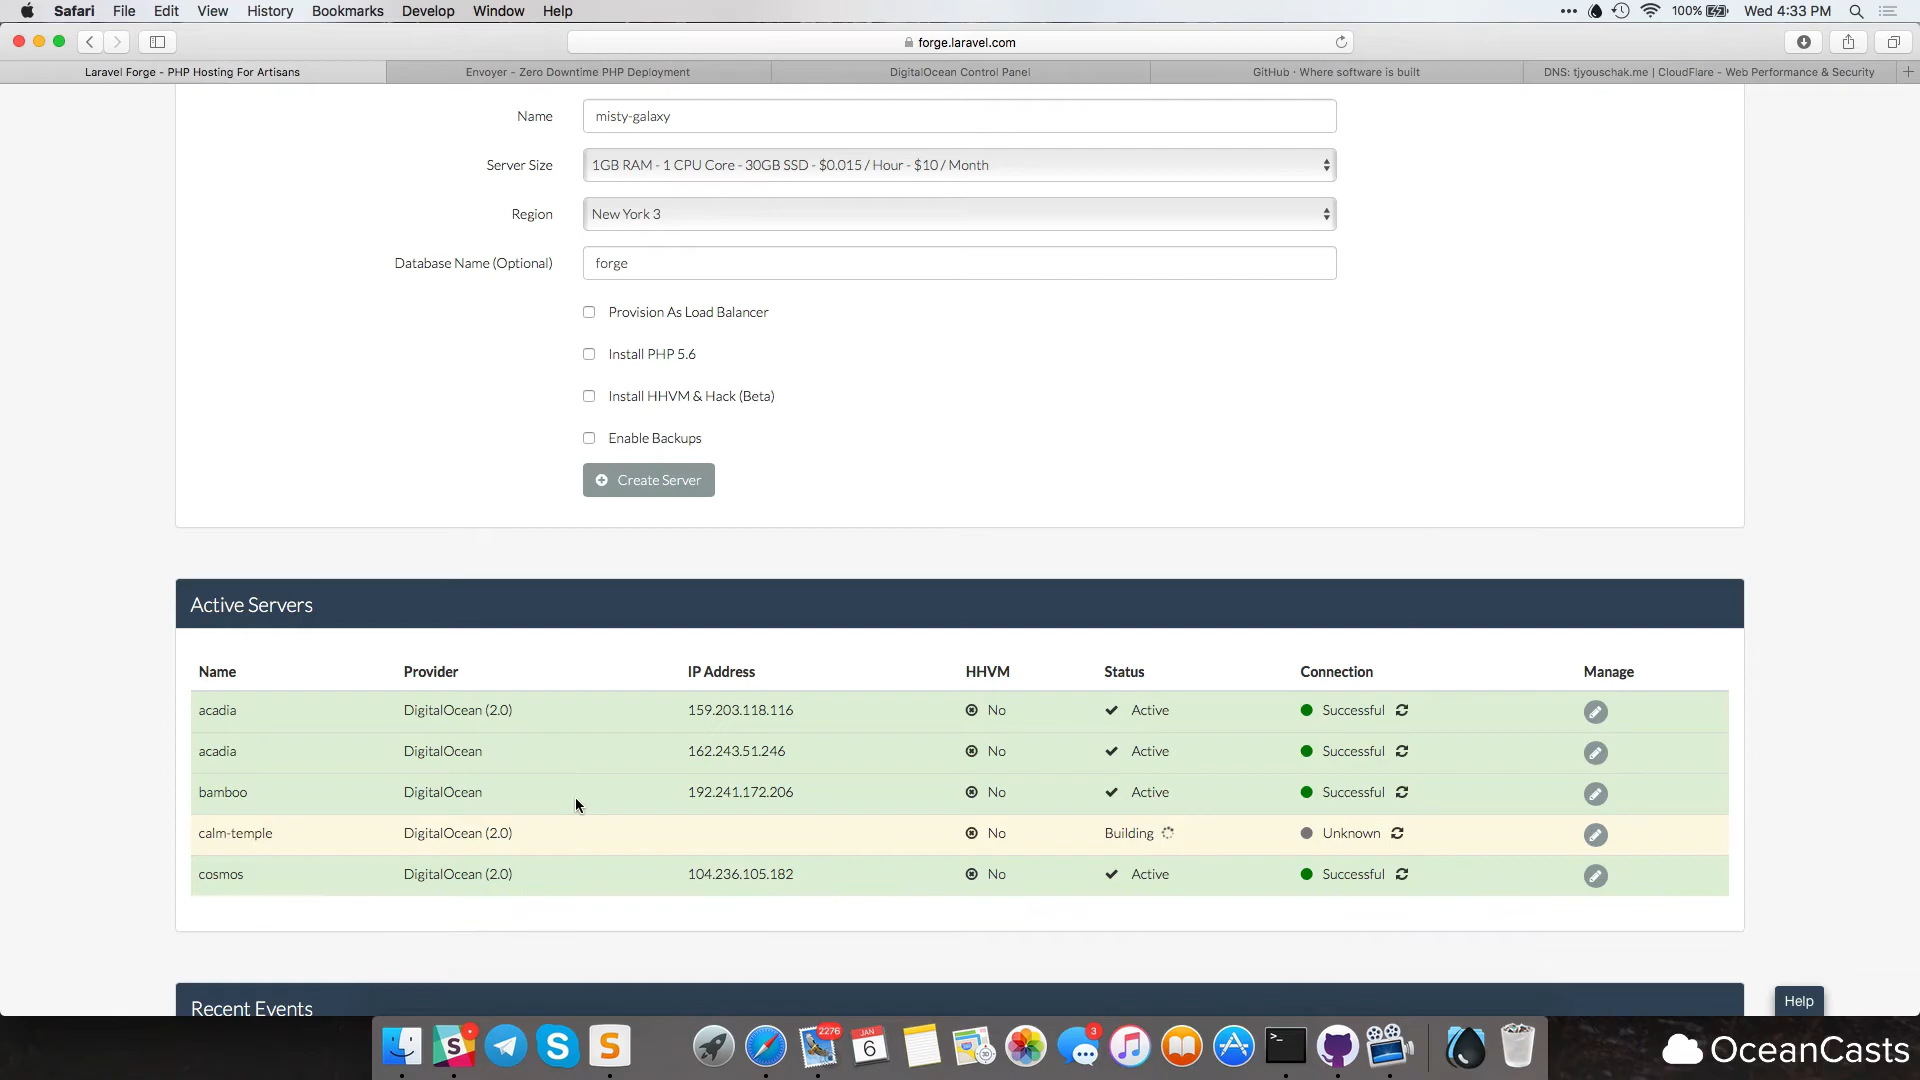 Safari File Edit View History Bookmarks Develop Window Help
100% Wed 4:33 PM
forge.laravel.com
Laravel Forge - PHP Hosting For Artisans
Envoyer - Zero Downtime PHP Deployment
DigitalOcean Control Panel
GitHub · Where software is built
DNS: tjyouschak.me | CloudFlare - Web Performance & Security
Name misty-galaxy
Server Size 1GB RAM - 1 CPU Core - 30GB SSD - $0.015 / Hour - $10 / Month
Region New York 3
Database Name (Optional) forge
Provision As Load Balancer
Install PHP 5.6
Install HHVM & Hack (Beta)
Enable Backups
Create Server
Active Servers
Name Provider IP Address HHVM Status Connection Manage
acadia DigitalOcean (2.0) 159.203.118.116 No Active Successful
acadia DigitalOcean 162.243.51.246 No Active Successful
bamboo DigitalOcean 192.241.172.206 No Active Successful
calm-temple DigitalOcean (2.0) No Building Unknown
cosmos DigitalOcean (2.0) 104.236.105.182 No Active Successful
Recent Events
Help
2276
JAN
6
3
OceanCasts